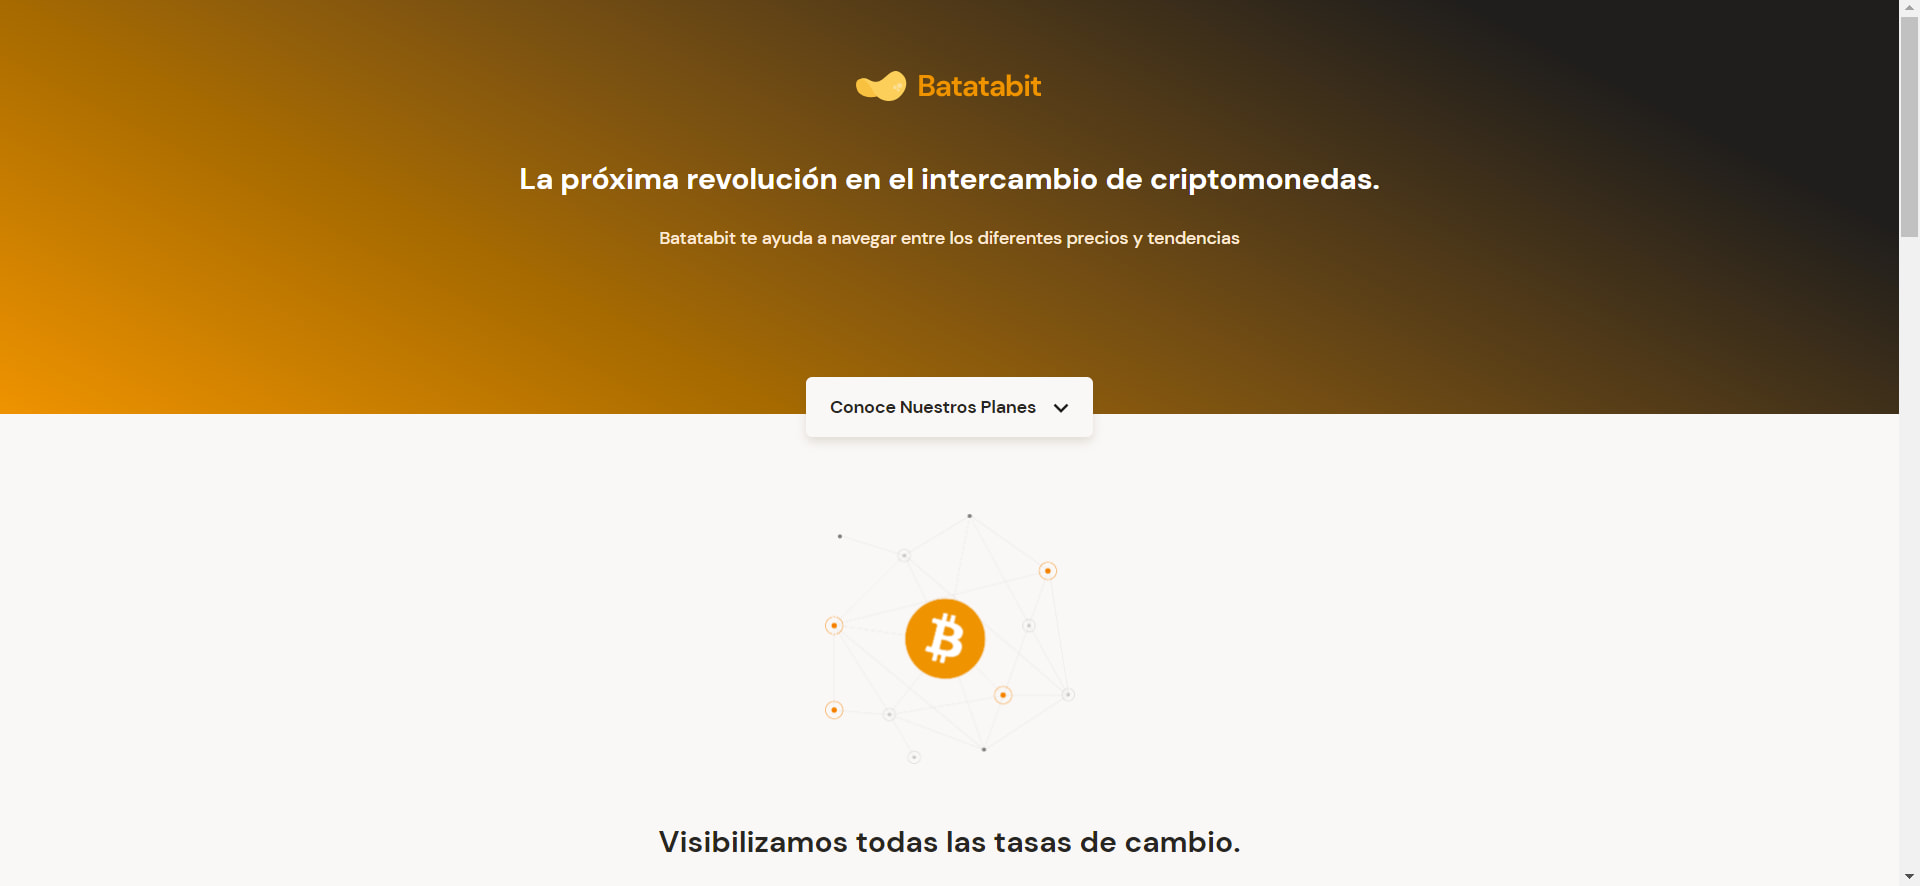 Batatabit
La próxima revolución en el intercambio de criptomonedas.
Batatabit te ayuda a navegar entre los diferentes precios y tendencias
Conoce Nuestros Planes
Visibilizamos todas las tasas de cambio.